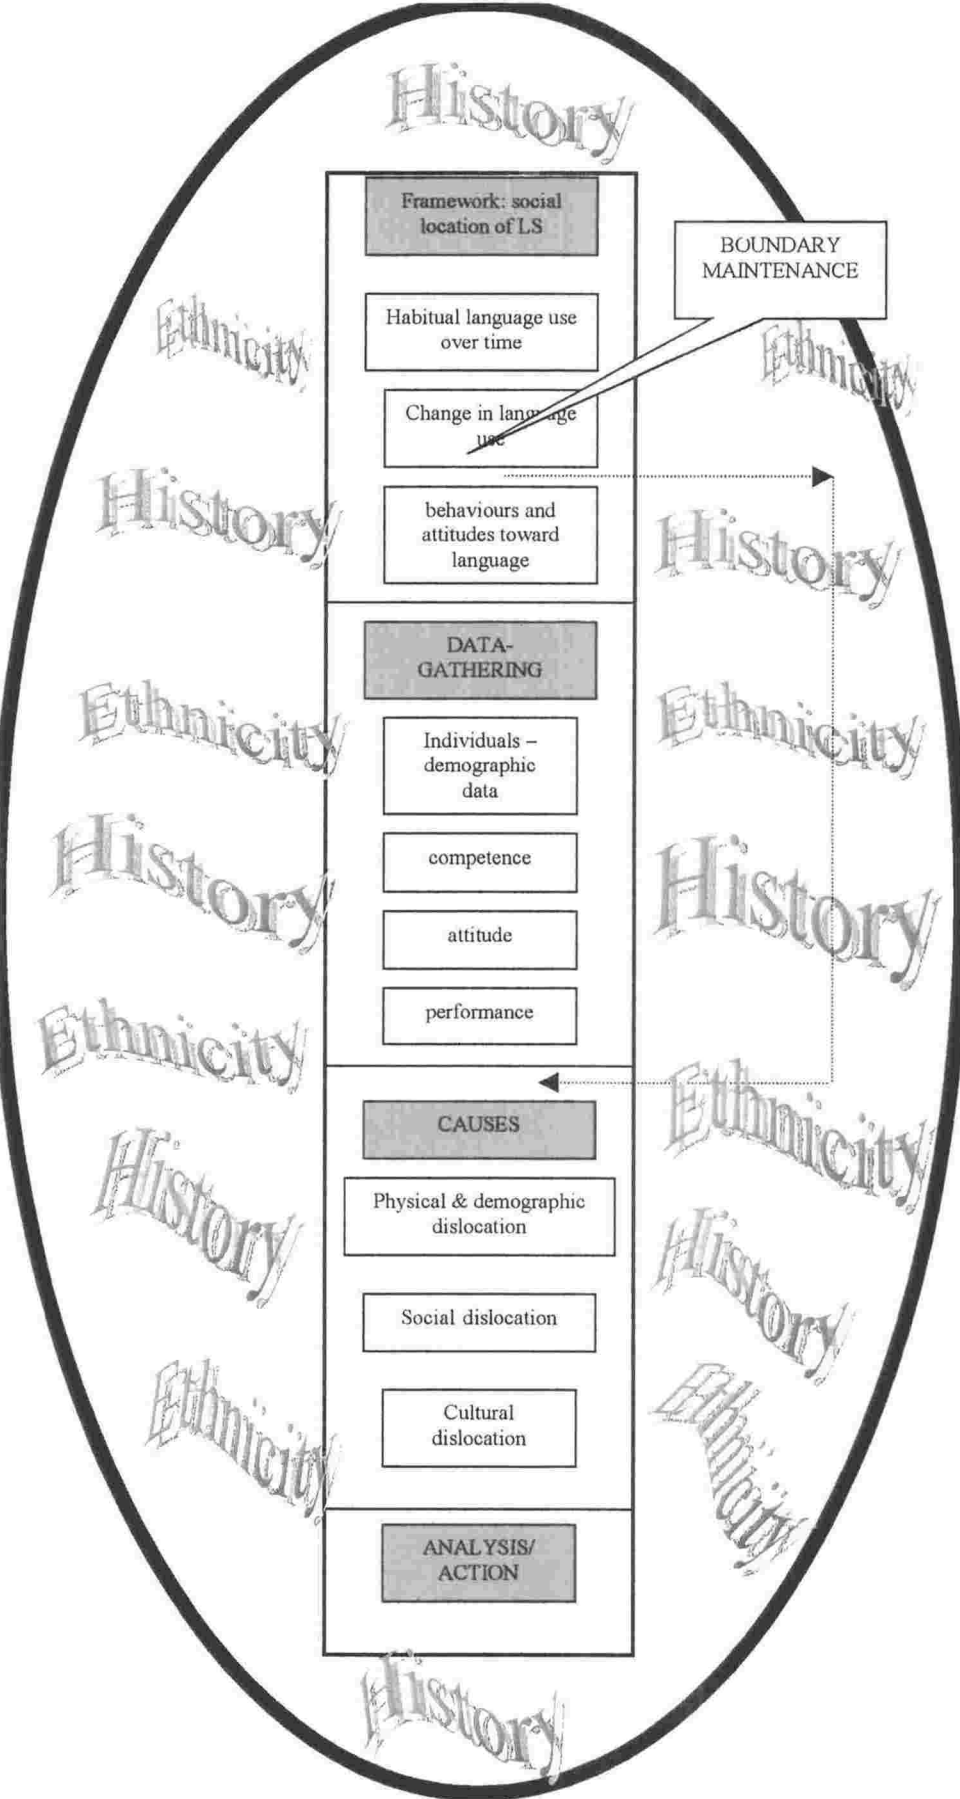 History
Framework: social
location of LS
BOUNDARY
MAINTENANCE
Habitual language use
over time
Ethnicity
Ethnicity
Change in language
use
History
behaviours and
attitudes toward
language
History
DATA-
GATHERING
Ethnicity
Ethnicity
Individuals –
demographic
data
History
competence
History
attitude
Ethnicity
performance
Ethnicity
CAUSES
History
Physical & demographic
dislocation
History
Social dislocation
Ethnicity
Cultural
dislocation
Ethnicity
ANALYSIS/
ACTION
History